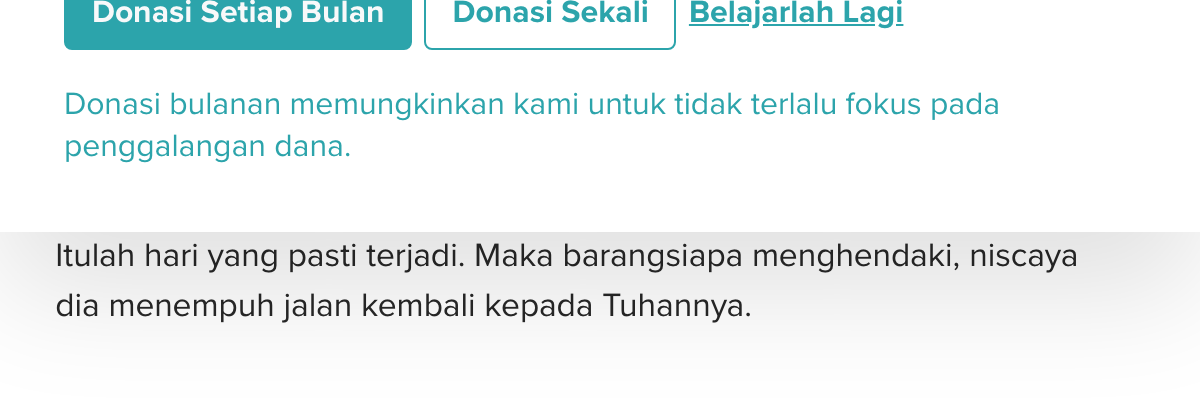 Donasi Setiap Bulan Donasi Sekali Belajarlah Lagi
Donasi bulanan memungkinkan kami untuk tidak terlalu fokus pada
penggalangan dana.
Itulah hari yang pasti terjadi. Maka barangsiapa menghendaki, niscaya
dia menempuh jalan kembali kepada Tuhannya.